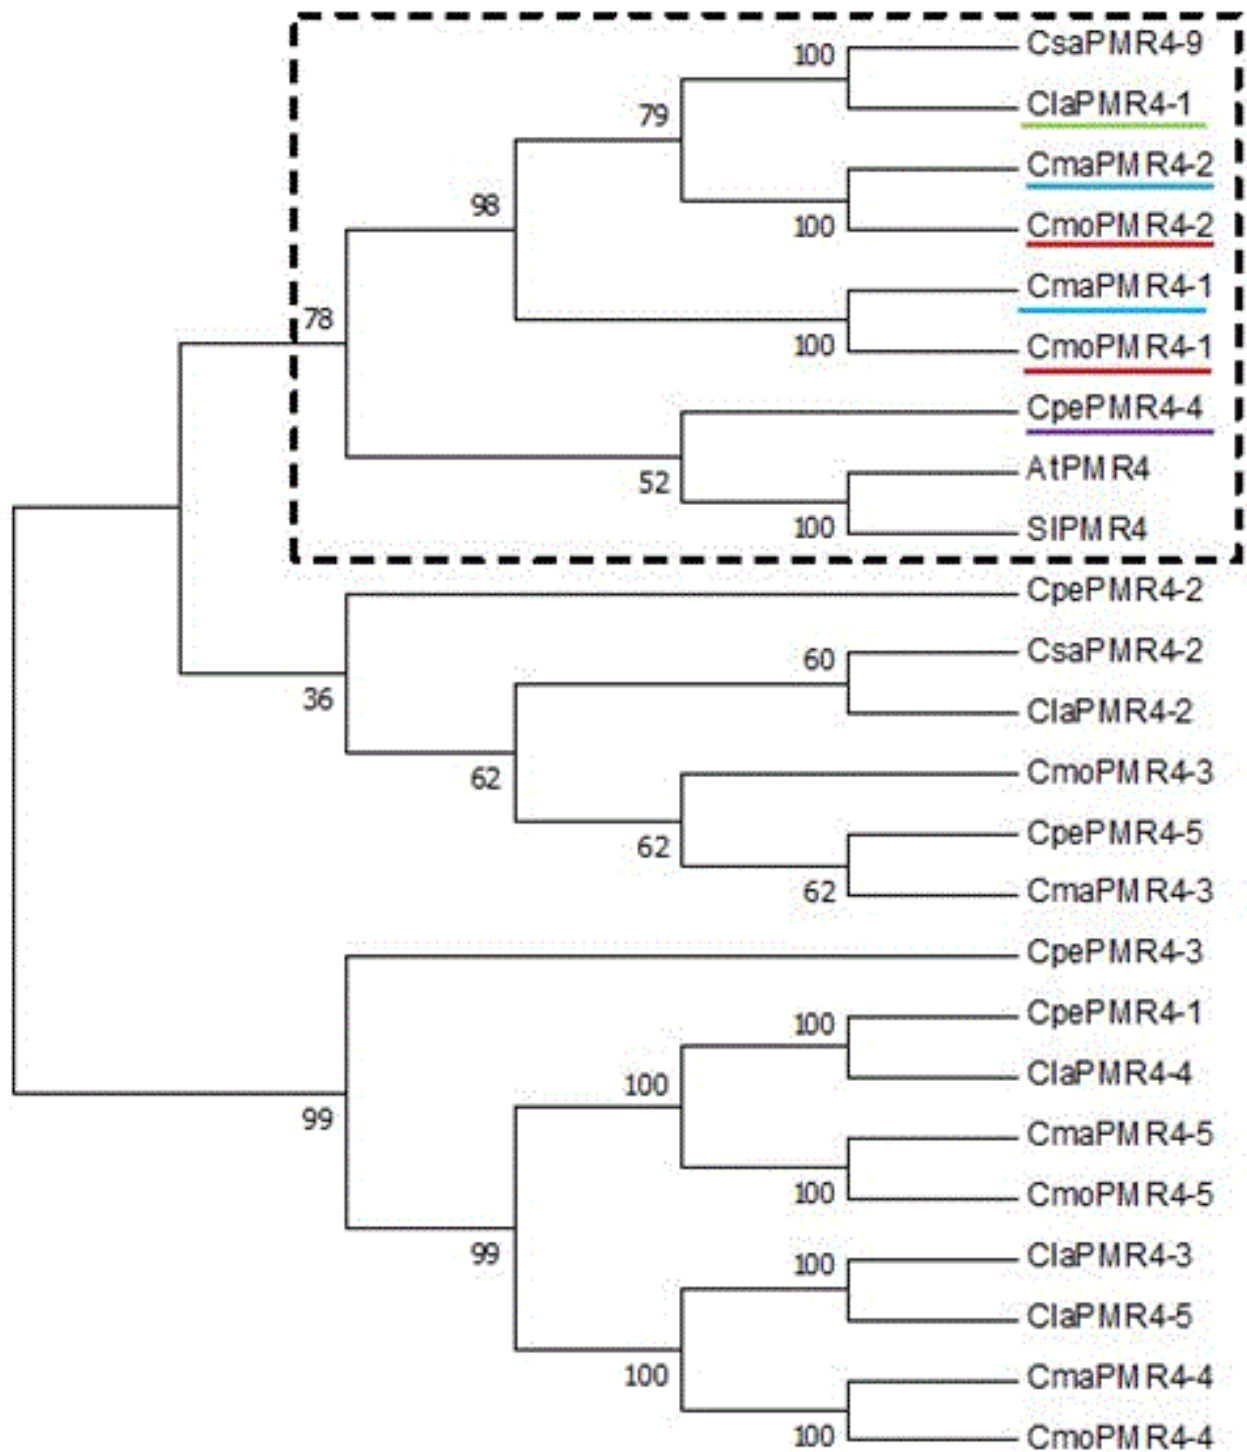 CsaPMR4-9
100
ClaPMR4-1
79
CmaPMR4-2
98
CmoPMR4-2
100
CmaPMR4-1
78
CmoPMR4-1
100
CpePMR4-4
AtPMR4
52
SlPMR4
100
CpePMR4-2
CsaPMR4-2
60
36
ClaPMR4-2
CmoPMR4-3
62
CpePMR4-5
62
CmaPMR4-3
62
CpePMR4-3
CpePMR4-1
100
ClaPMR4-4
100
99
CmaPMR4-5
CmoPMR4-5
100
ClaPMR4-3
99
100
ClaPMR4-5
CmaPMR4-4
100
CmoPMR4-4
100